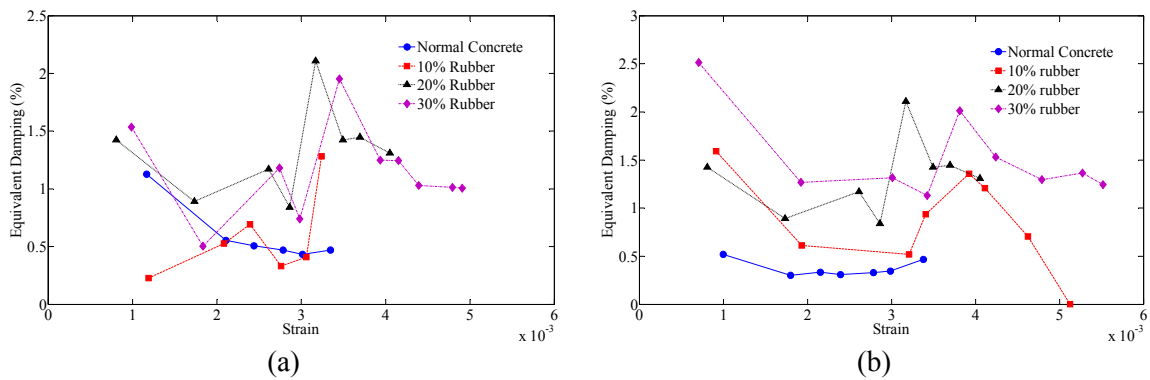 2.5
2
1.5
1
0.5
0
Equivalent Damping (%)
Normal Concrete
10% Rubber
20% Rubber
30% Rubber
0 1 2 3 4 5 6
Strain
x 10⁻³
(a)
3
2.5
2
1.5
1
0.5
0
Equivalent Damping (%)
Normal Concrete
10% rubber
20% rubber
30% rubber
0 1 2 3 4 5 6
Strain
x 10⁻³
(b)